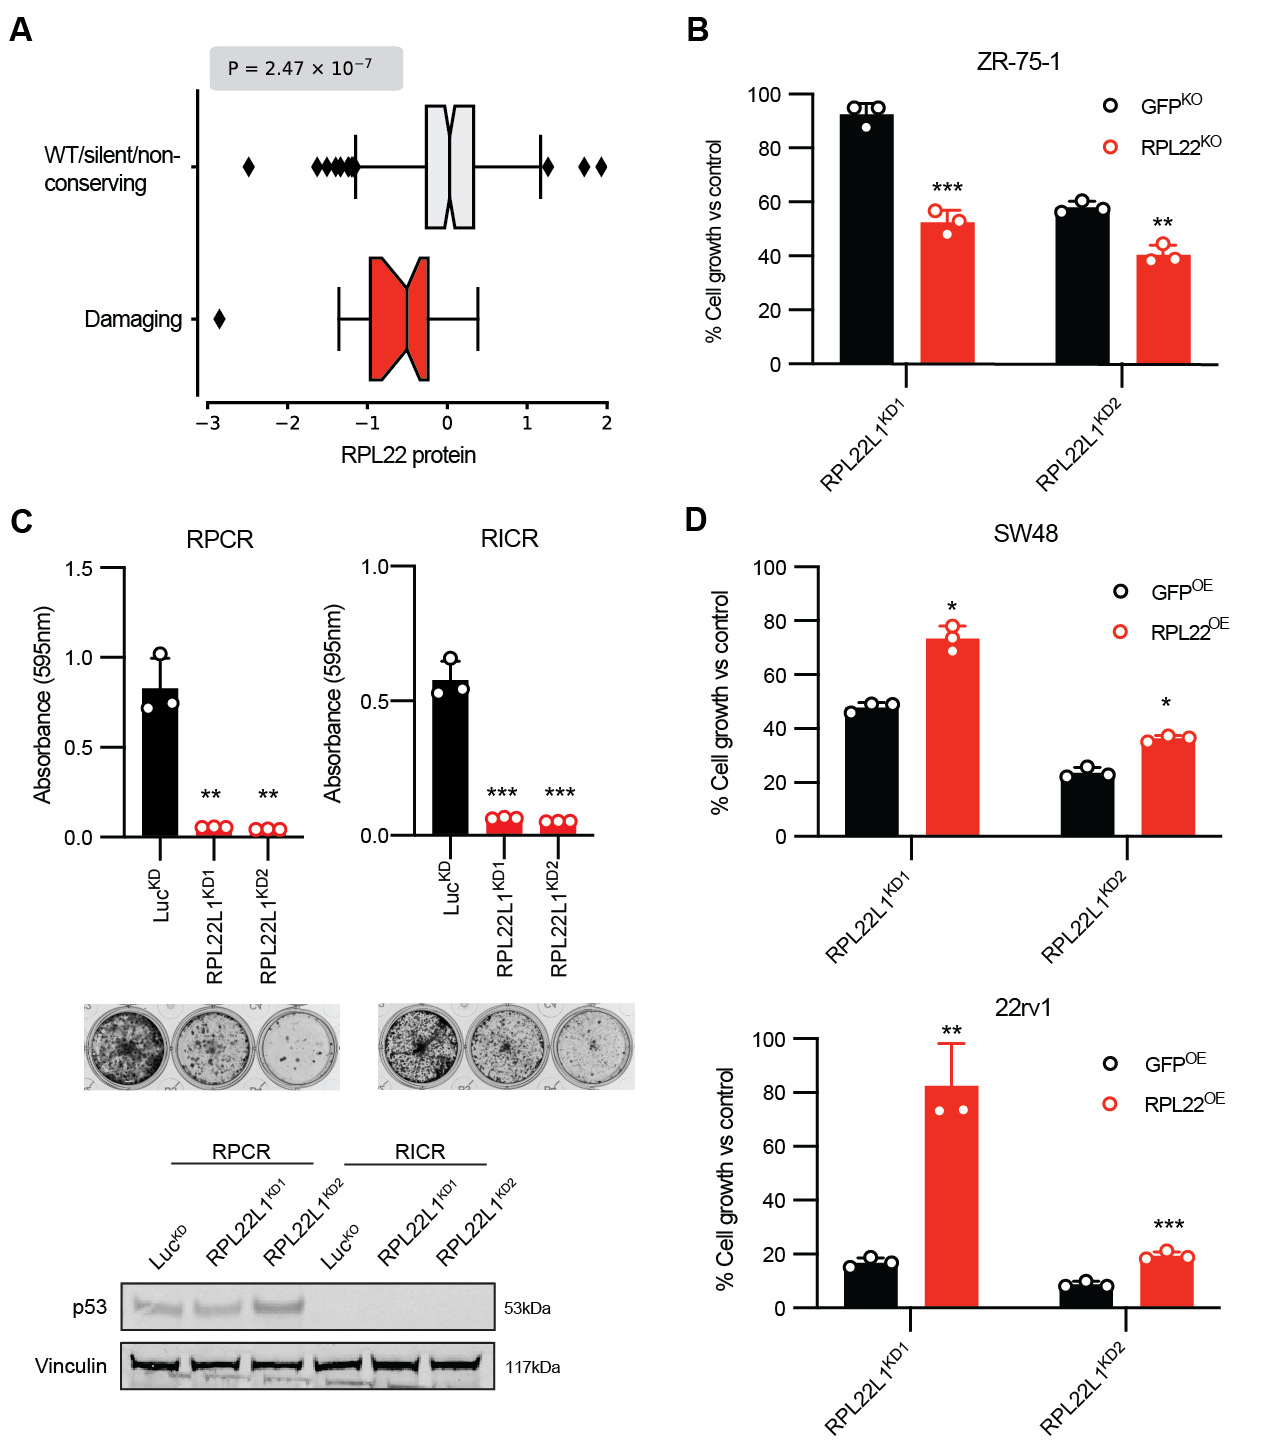 A
P = 2.47 × 10⁻⁷
WT/silent/non-
conserving
Damaging
−3 −2 −1 0 1 2
RPL22 protein
B
ZR-75-1
% Cell growth vs control
100
80
60
40
20
0
GFPᴷᴼ
RPL22ᴷᴼ
***
**
RPL22L1ᴷᴰ¹
RPL22L1ᴷᴰ²
C
RPCR
Absorbance (595nm)
1.5
1.0
0.5
0.0
** **
Lucᴷᴰ
RPL22L1ᴷᴰ¹
RPL22L1ᴷᴰ²
RICR
Absorbance (595nm)
1.0
0.5
0.0
*** ***
Lucᴷᴰ
RPL22L1ᴷᴰ¹
RPL22L1ᴷᴰ²
RPCR RICR
Lucᴷᴰ
RPL22L1ᴷᴰ¹
RPL22L1ᴷᴰ²
Lucᴷᴼ
RPL22L1ᴷᴰ¹
RPL22L1ᴷᴰ²
p53 53kDa
Vinculin 117kDa
D
SW48
% Cell growth vs control
100
80
60
40
20
0
GFPᴼᴱ
RPL22ᴼᴱ
*
*
RPL22L1ᴷᴰ¹
RPL22L1ᴷᴰ²
22rv1
% Cell growth vs control
100
80
60
40
20
0
GFPᴼᴱ
RPL22ᴼᴱ
**
***
RPL22L1ᴷᴰ¹
RPL22L1ᴷᴰ²